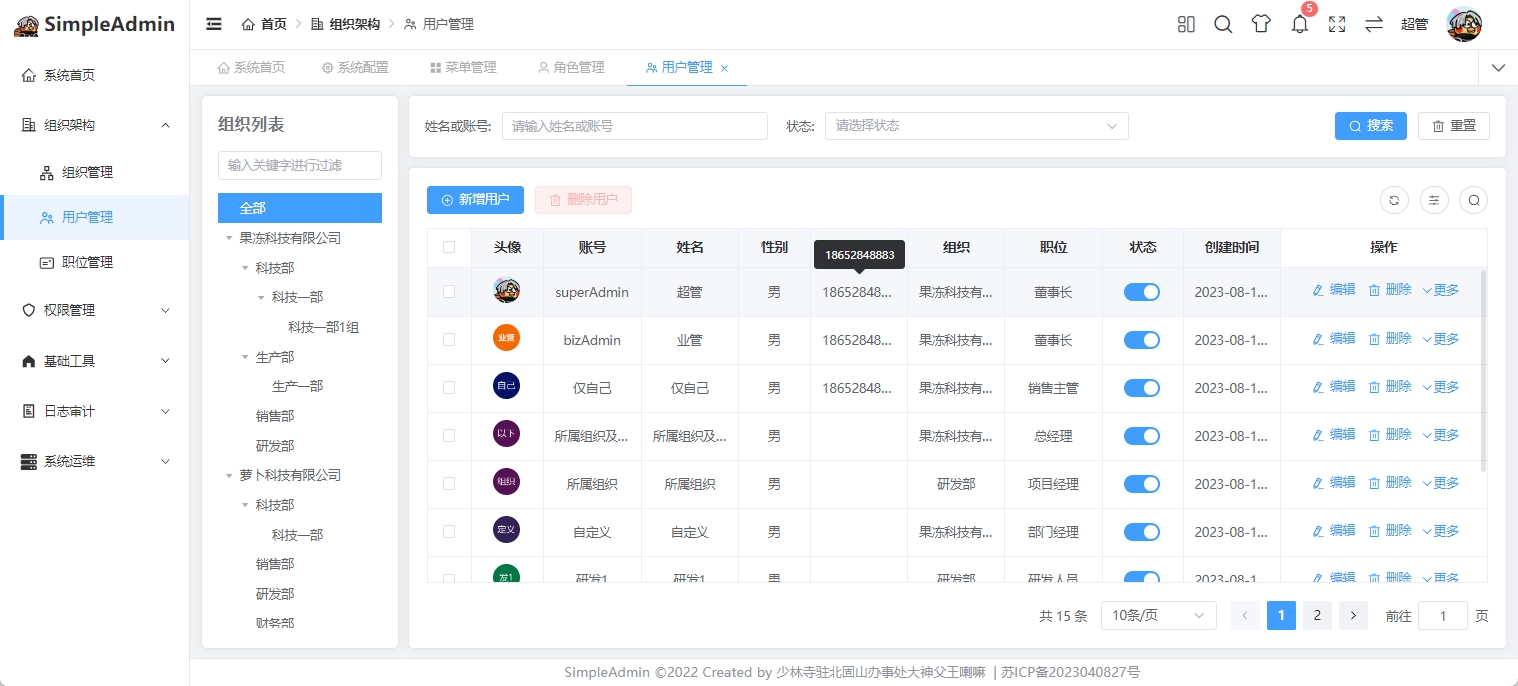 SimpleAdmin
首页
组织架构
用户管理
5
超管
系统首页
组织架构
组织管理
用户管理
职位管理
权限管理
基础工具
日志审计
系统运维
系统首页
系统配置
菜单管理
角色管理
用户管理
组织列表
输入关键字进行过滤
全部
果冻科技有限公司
科技部
科技一部
科技一部1组
生产部
生产一部
销售部
研发部
萝卜科技有限公司
科技部
科技一部
销售部
研发部
财务部
姓名或账号: 请输入姓名或账号 状态: 请选择状态 搜索 重置
新增用户 删除用户
18652848883
头像 账号 姓名 性别 组织 职位 状态 创建时间 操作
superAdmin 超管 男 18652848... 果冻科技有... 董事长 2023-08-1... 编辑 删除 更多
业管 bizAdmin 业管 男 18652848... 果冻科技有... 董事长 2023-08-1... 编辑 删除 更多
自己 仅自己 仅自己 男 18652848... 果冻科技有... 销售主管 2023-08-1... 编辑 删除 更多
以下 所属组织及... 所属组织及... 男 果冻科技有... 总经理 2023-08-1... 编辑 删除 更多
组织 所属组织 所属组织 男 研发部 项目经理 2023-08-1... 编辑 删除 更多
定义 自定义 自定义 男 果冻科技有... 部门经理 2023-08-1... 编辑 删除 更多
发1 研发1 研发1 男 研发部 研发人员 2023-08-1... 编辑 删除 更多
共 15 条 10条/页 1 2 前往 1 页
SimpleAdmin ©2022 Created by 少林寺驻北固山办事处大神父王喇嘛 | 苏ICP备2023040827号